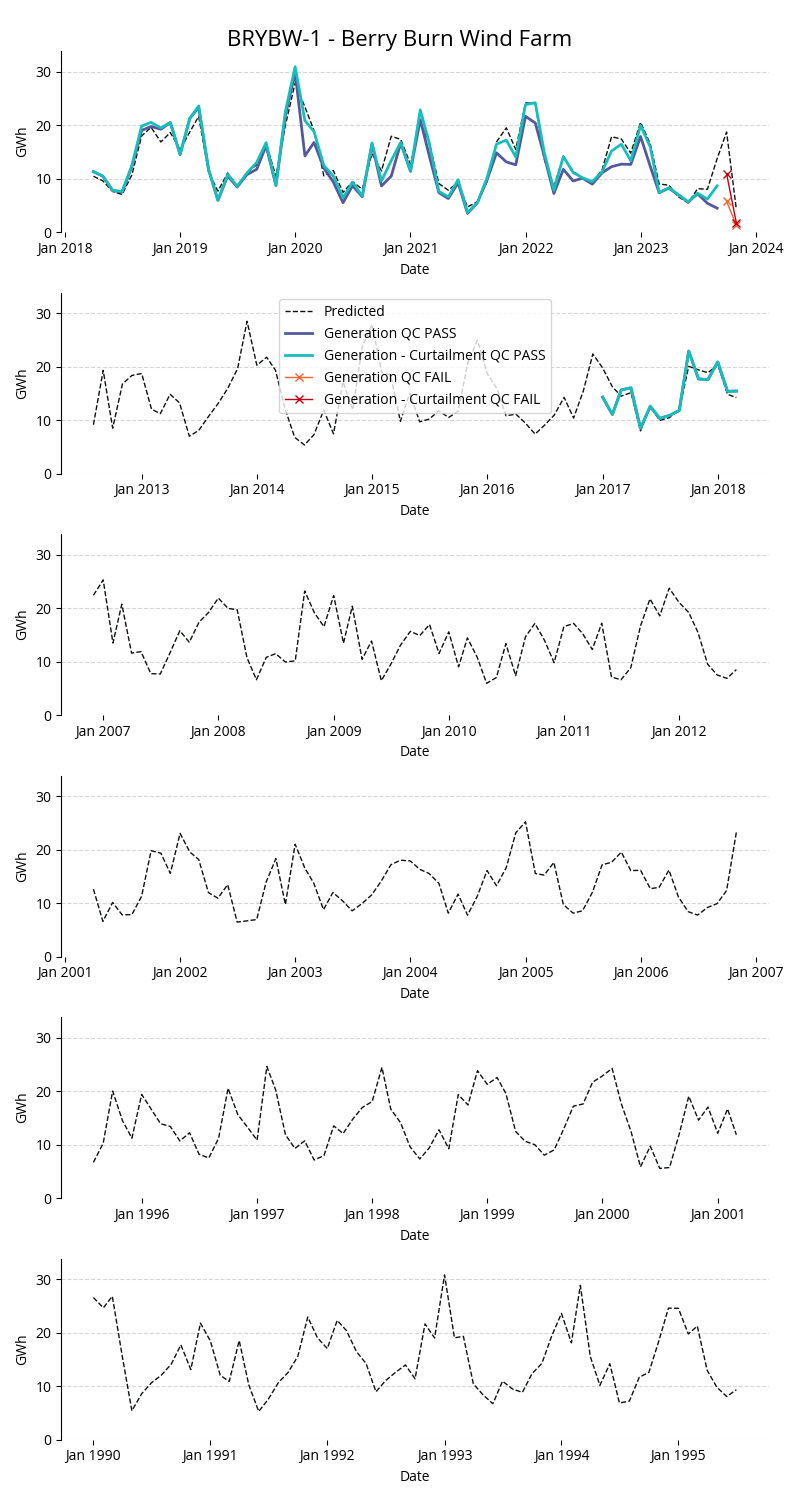 BRYBW-1 - Berry Burn Wind Farm
30
20
10
0
GWh
Jan 2018 Jan 2019 Jan 2020 Jan 2021 Jan 2022 Jan 2023 Jan 2024
Date
30
20
10
0
GWh
Predicted
Generation QC PASS
Generation - Curtailment QC PASS
Generation QC FAIL
Generation - Curtailment QC FAIL
Jan 2013 Jan 2014 Jan 2015 Jan 2016 Jan 2017 Jan 2018
Date
30
20
10
0
GWh
Jan 2007 Jan 2008 Jan 2009 Jan 2010 Jan 2011 Jan 2012
Date
30
20
10
0
GWh
Jan 2001 Jan 2002 Jan 2003 Jan 2004 Jan 2005 Jan 2006 Jan 2007
Date
30
20
10
0
GWh
Jan 1996 Jan 1997 Jan 1998 Jan 1999 Jan 2000 Jan 2001
Date
30
20
10
0
GWh
Jan 1990 Jan 1991 Jan 1992 Jan 1993 Jan 1994 Jan 1995
Date